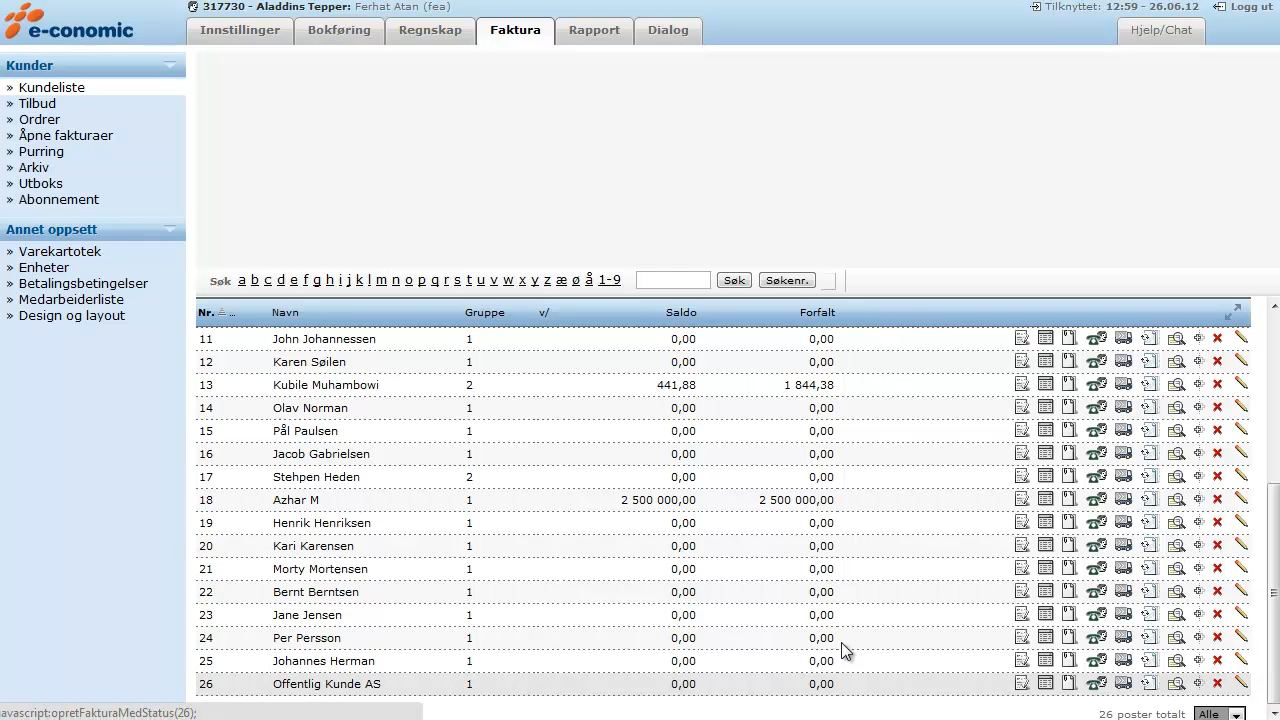 e-conomic
317730 - Aladdins Tepper: Ferhat Atan (fea)
Tilknyttet: 12:59 - 26.06.12 Logg ut
Innstillinger Bokføring Regnskap Faktura Rapport Dialog Hjelp/Chat
Kunder
» Kundeliste
» Tilbud
» Ordrer
» Åpne fakturaer
» Purring
» Arkiv
» Utboks
» Abonnement
Annet oppsett
» Varekartotek
» Enheter
» Betalingsbetingelser
» Medarbeiderliste
» Design og layout
Søk a b c d e f g h i j k l m n o p q r s t u v w x y z æ ø å 1-9 Søk Søkenr.
Nr. ... Navn Gruppe v/ Saldo Forfalt
11 John Johannessen 1 0,00 0,00
12 Karen Søilen 1 0,00 0,00
13 Kubile Muhambowi 2 441,88 1 844,38
14 Olav Norman 1 0,00 0,00
15 Pål Paulsen 1 0,00 0,00
16 Jacob Gabrielsen 1 0,00 0,00
17 Stehpen Heden 2 0,00 0,00
18 Azhar M 1 2 500 000,00 2 500 000,00
19 Henrik Henriksen 1 0,00 0,00
20 Kari Karensen 1 0,00 0,00
21 Morty Mortensen 1 0,00 0,00
22 Bernt Berntsen 1 0,00 0,00
23 Jane Jensen 1 0,00 0,00
24 Per Persson 1 0,00 0,00
25 Johannes Herman 1 0,00 0,00
26 Offentlig Kunde AS 1 0,00 0,00
avascript:opretFakturaMedStatus(26);
26 poster totalt Alle